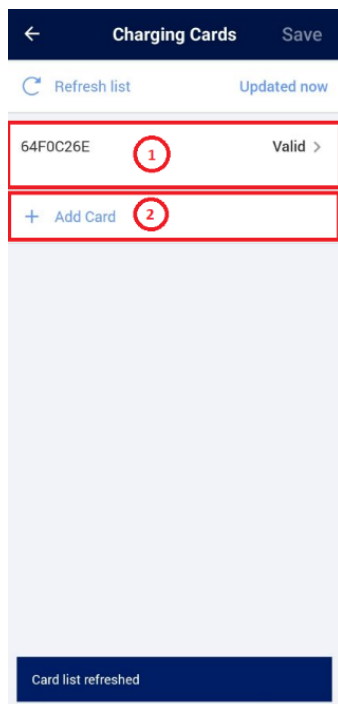 Charging Cards Save
Refresh list Updated now
64F0C26E 1 Valid >
+ Add Card 2
Card list refreshed